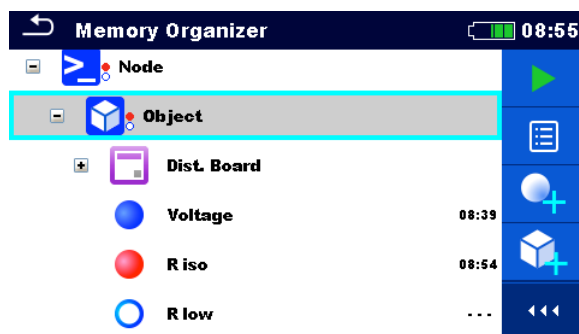 Memory Organizer 08:55
Node
Object
Dist. Board
Voltage 08:39
R iso 08:54
R low ---